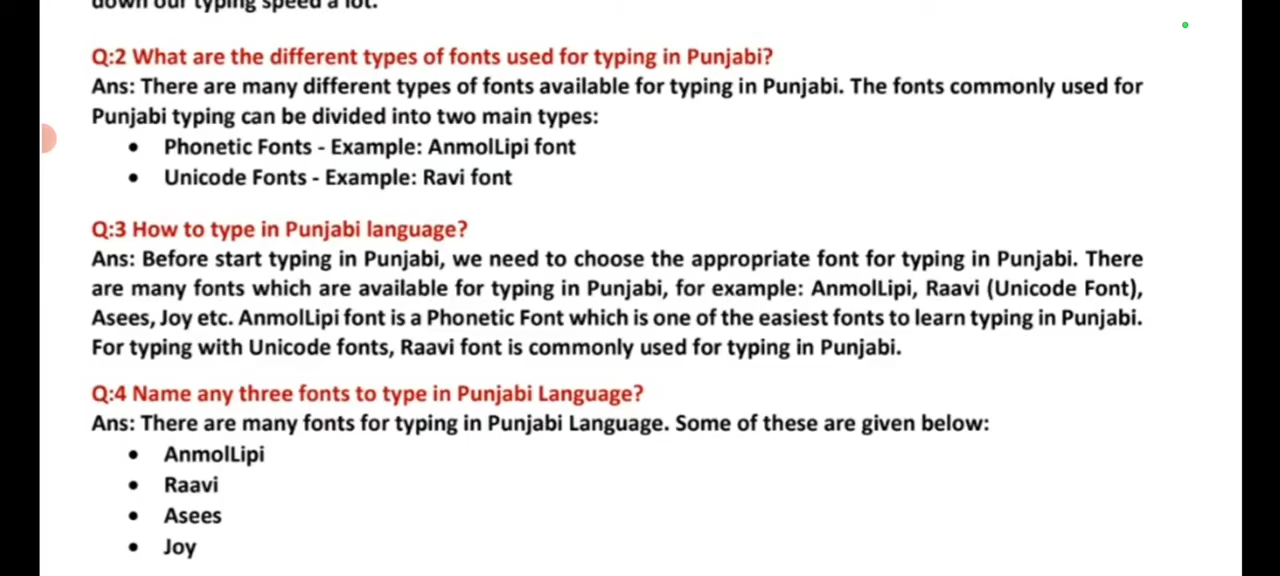 down our typing speed a lot.
Q:2 What are the different types of fonts used for typing in Punjabi?
Ans: There are many different types of fonts available for typing in Punjabi. The fonts commonly used for
Punjabi typing can be divided into two main types:
• Phonetic Fonts - Example: AnmolLipi font
• Unicode Fonts - Example: Ravi font
Q:3 How to type in Punjabi language?
Ans: Before start typing in Punjabi, we need to choose the appropriate font for typing in Punjabi. There
are many fonts which are available for typing in Punjabi, for example: AnmolLipi, Raavi (Unicode Font),
Asees, Joy etc. AnmolLipi font is a Phonetic Font which is one of the easiest fonts to learn typing in Punjabi.
For typing with Unicode fonts, Raavi font is commonly used for typing in Punjabi.
Q:4 Name any three fonts to type in Punjabi Language?
Ans: There are many fonts for typing in Punjabi Language. Some of these are given below:
• AnmolLipi
• Raavi
• Asees
• Joy